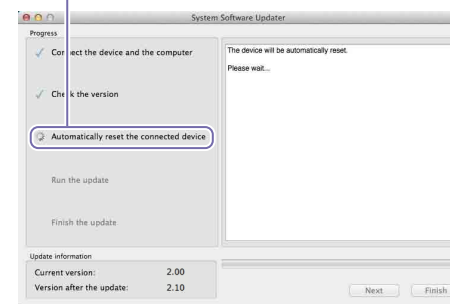 System Software Updater
Progress
Connect the device and the computer
Check the version
Automatically reset the connected device
Run the update
Finish the update
The device will be automatically reset.
Please wait...
Update information
Current version: 2.00
Version after the update: 2.10
Next Finish